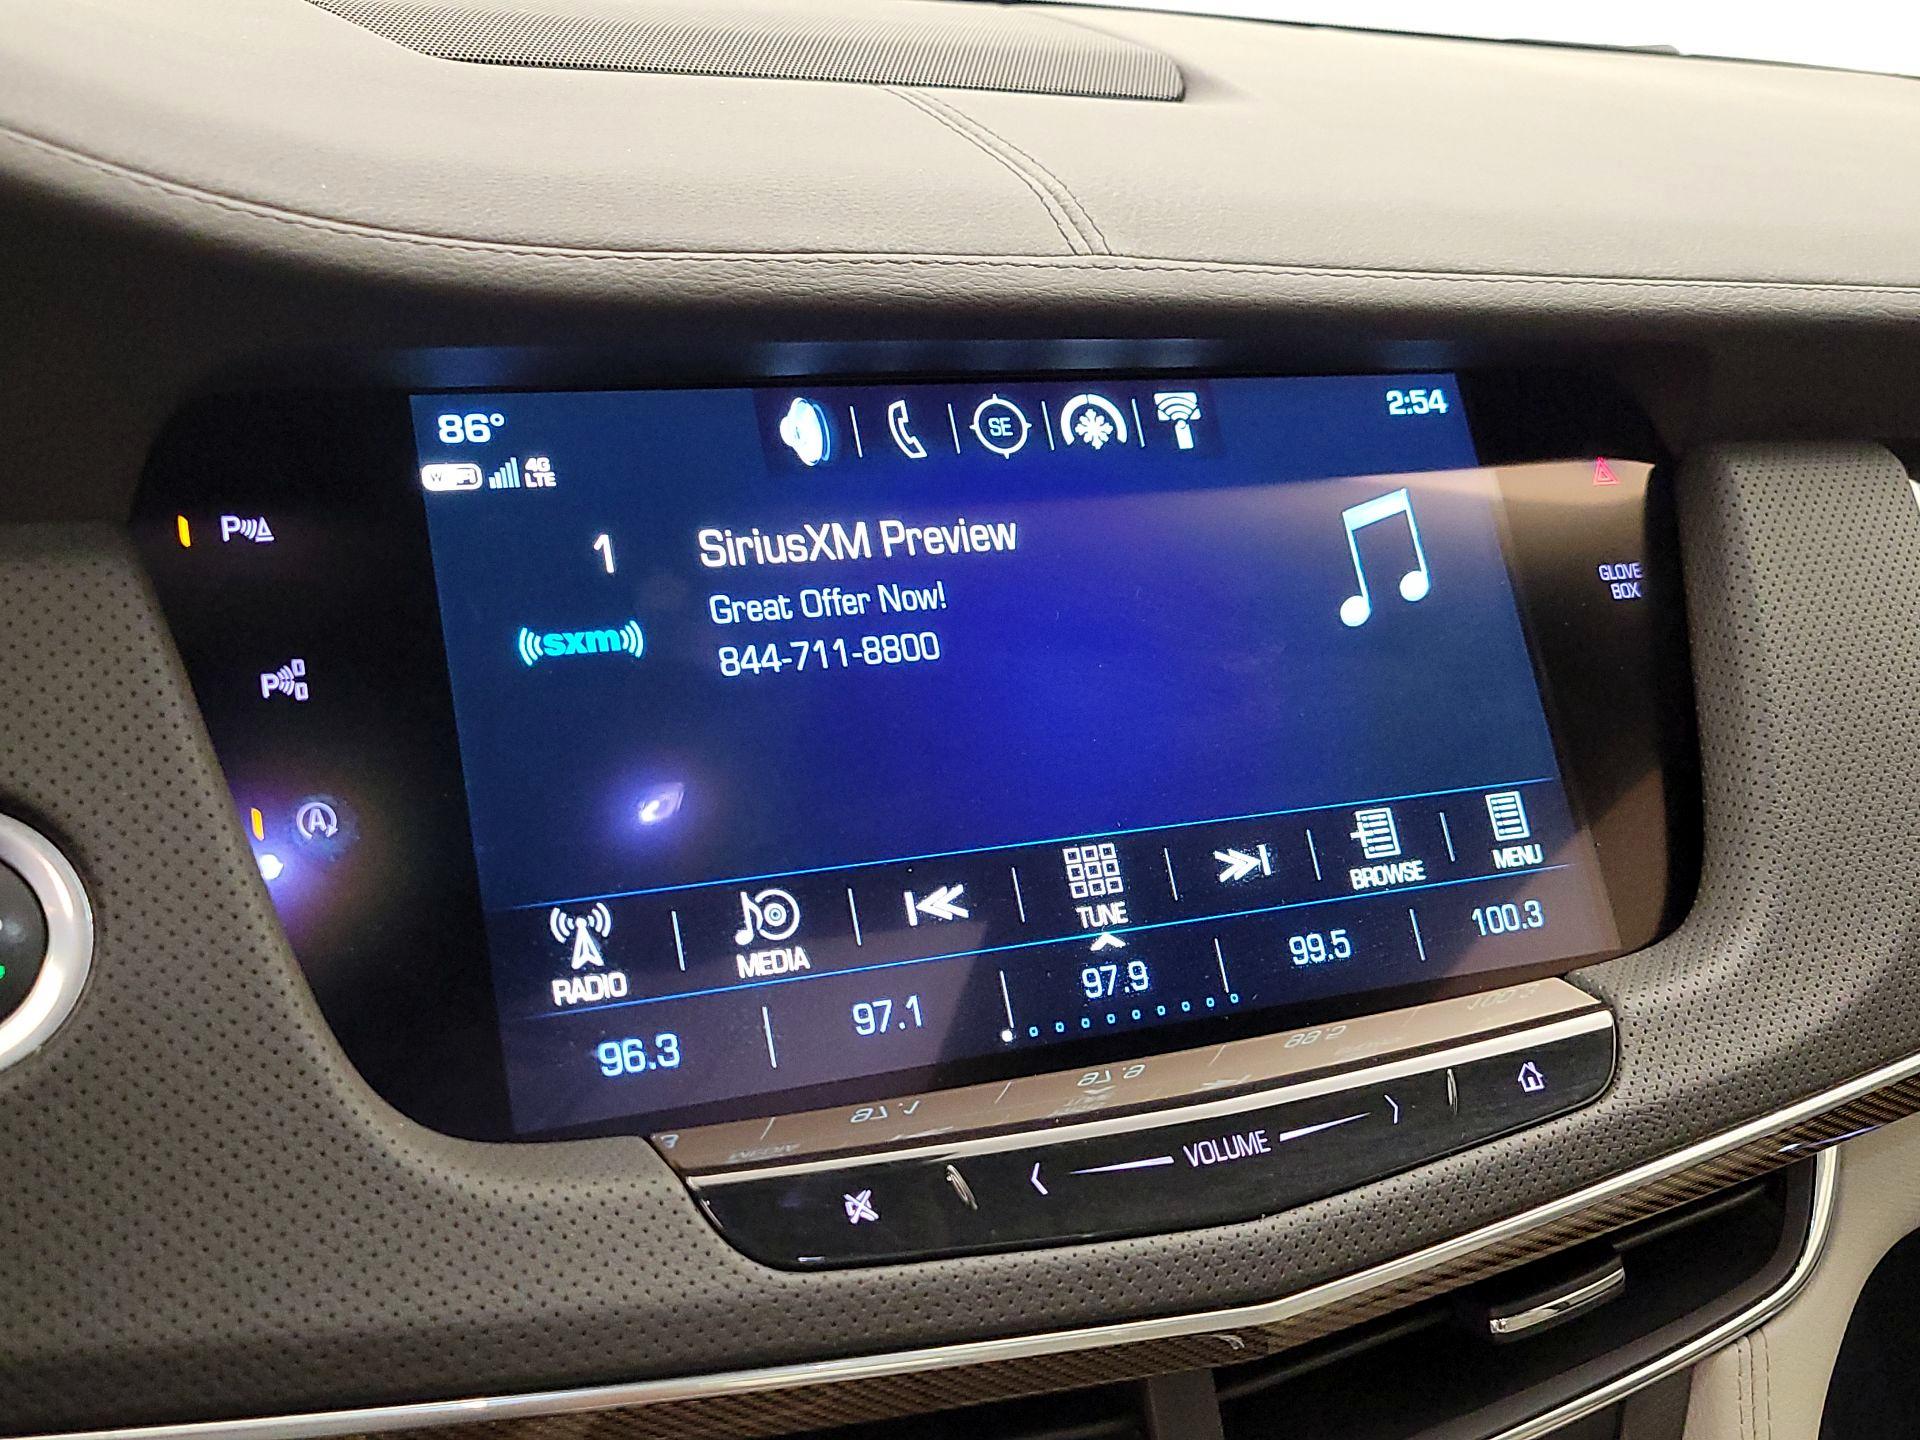 86°
SE
2:54
WiFi
4G
LTE
P
1
SiriusXM Preview
GLOVE
BOX
Great Offer Now!
sxm
844-711-8800
P
A
RADIO
MEDIA
TUNE
BROWSE
MENU
96.3
97.1
97.9
99.5
100.3
VOLUME